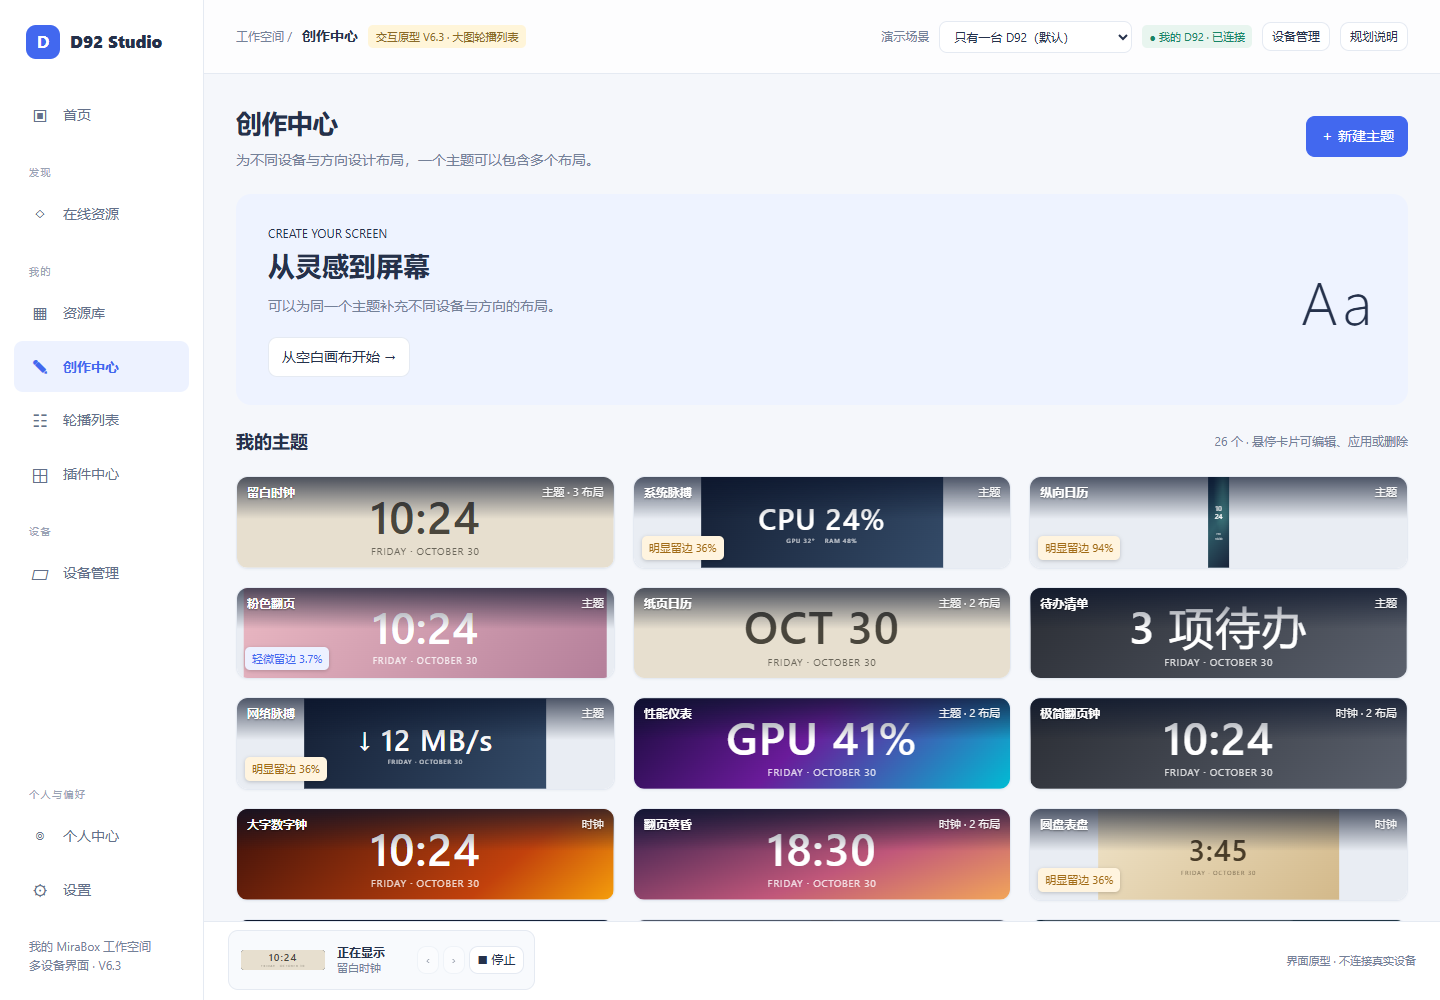 D D92 Studio
首页
发现
在线资源
我的
资源库
创作中心
轮播列表
插件中心
设备
设备管理
个人与偏好
个人中心
设置
我的 MiraBox 工作空间
多设备界面 · V6.3
工作空间 / 创作中心 交互原型 V6.3 · 大图轮播列表
演示场景 只有一台 D92（默认） ● 我的 D92 · 已连接 设备管理 规划说明
创作中心
为不同设备与方向设计布局，一个主题可以包含多个布局。
＋ 新建主题
CREATE YOUR SCREEN
从灵感到屏幕
可以为同一个主题补充不同设备与方向的布局。
从空白画布开始 →
Aa
我的主题
26 个 · 悬停卡片可编辑、应用或删除
留白时钟 主题 · 3 布局
10:24
FRIDAY · OCTOBER 30
系统脉搏 主题
CPU 24%
GPU 32° RAM 48%
明显留边 36%
纵向日历 主题
10
24
明显留边 94%
粉色翻页 主题
10:24
FRIDAY · OCTOBER 30
轻微留边 3.7%
纸页日历 主题 · 2 布局
OCT 30
FRIDAY · OCTOBER 30
待办清单 主题
3 项待办
FRIDAY · OCTOBER 30
网络脉搏 主题
↓ 12 MB/s
FRIDAY · OCTOBER 30
明显留边 36%
性能仪表 主题 · 2 布局
GPU 41%
FRIDAY · OCTOBER 30
极简翻页钟 时钟 · 2 布局
10:24
FRIDAY · OCTOBER 30
大字数字钟 时钟
10:24
FRIDAY · OCTOBER 30
翻页黄昏 时钟 · 2 布局
18:30
FRIDAY · OCTOBER 30
圆盘表盘 时钟
3:45
FRIDAY · OCTOBER 30
明显留边 36%
10:24
正在显示
留白时钟
‹ › ■ 停止
界面原型 · 不连接真实设备